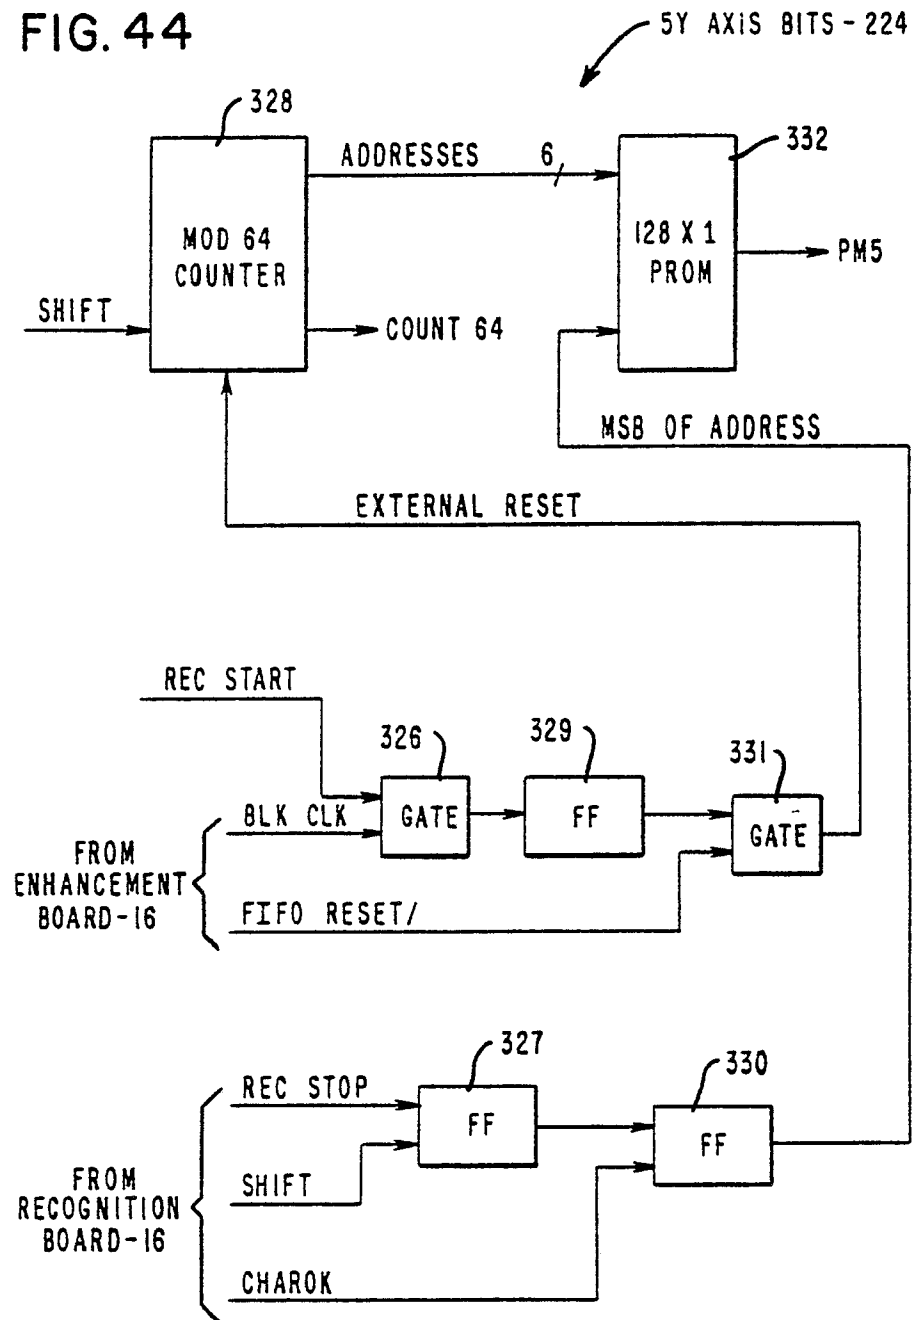 FIG. 44
5Y AXIS BITS - 224
328
332
ADDRESSES 6
MOD 64
COUNTER
128 X 1
PROM
PM5
SHIFT
COUNT 64
MSB OF ADDRESS
EXTERNAL RESET
REC START
326
329
331
GATE
FF
GATE
BLK CLK
FROM
ENHANCEMENT
BOARD-16
FIFO RESET/
327
330
REC STOP
FF
FF
SHIFT
FROM
RECOGNITION
BOARD-16
CHAROK